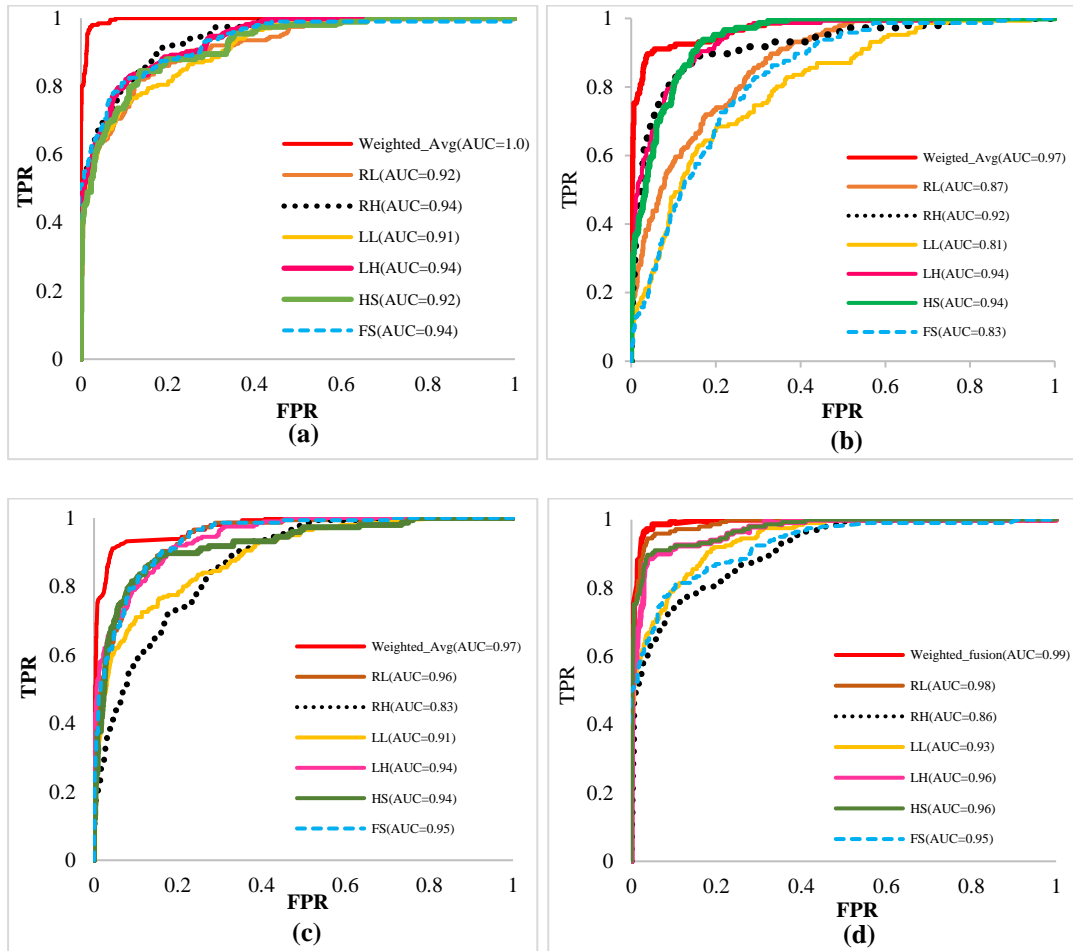 1
0.8
0.6
0.4
0.2
0
TPR
Weighted_Avg(AUC=1.0)
RL(AUC=0.92)
RH(AUC=0.94)
LL(AUC=0.91)
LH(AUC=0.94)
HS(AUC=0.92)
FS(AUC=0.94)
0 0.2 0.4 0.6 0.8 1
FPR
(a)
1
0.8
0.6
0.4
0.2
0
TPR
Weigted_Avg(AUC=0.97)
RL(AUC=0.87)
RH(AUC=0.92)
LL(AUC=0.81)
LH(AUC=0.94)
HS(AUC=0.94)
FS(AUC=0.83)
0 0.2 0.4 0.6 0.8 1
FPR
(b)
1
0.8
0.6
0.4
0.2
0
TPR
Weighted_Avg(AUC=0.97)
RL(AUC=0.96)
RH(AUC=0.83)
LL(AUC=0.91)
LH(AUC=0.94)
HS(AUC=0.94)
FS(AUC=0.95)
0 0.2 0.4 0.6 0.8 1
FPR
(c)
1
0.8
0.6
0.4
0.2
0
TPR
Weighted_fusion(AUC=0.99)
RL(AUC=0.98)
RH(AUC=0.86)
LL(AUC=0.93)
LH(AUC=0.96)
HS(AUC=0.96)
FS(AUC=0.95)
0 0.2 0.4 0.6 0.8 1
FPR
(d)